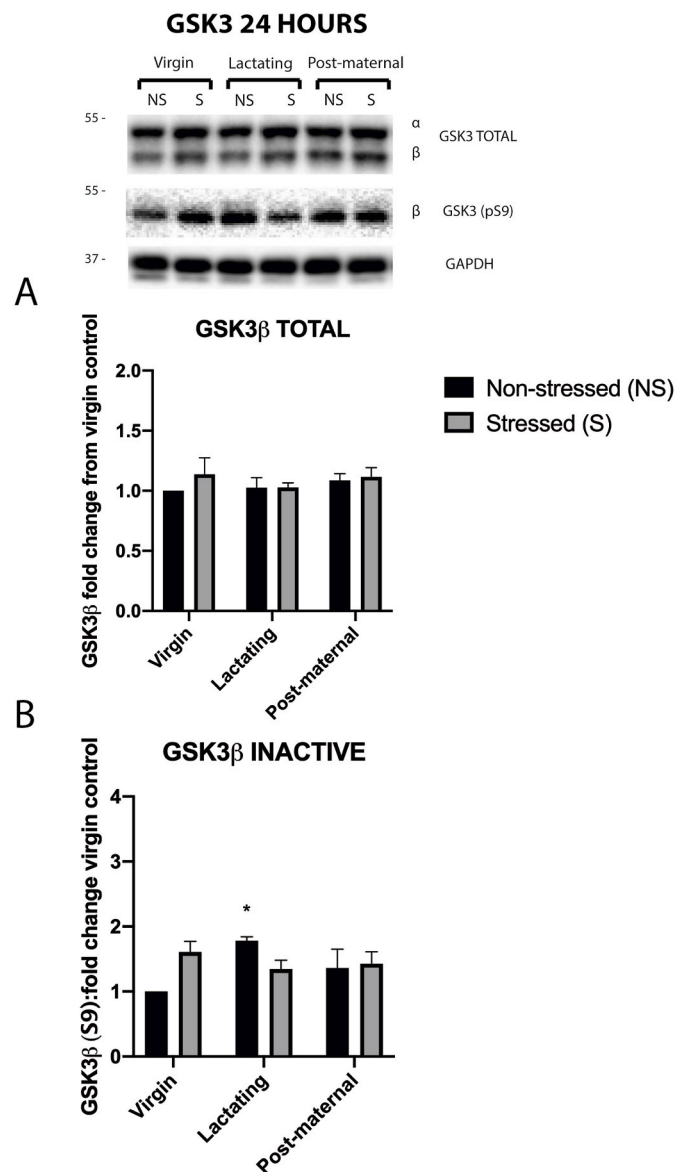 GSK3 24 HOURS
Virgin Lactating Post-maternal
NS S NS S NS S
55 -
α
GSK3 TOTAL
β
55 -
β GSK3 (pS9)
37 -
GAPDH
A
GSK3β TOTAL
GSK3β fold change from virgin control
2.0
1.5
1.0
0.5
0.0
Virgin
Lactating
Post-maternal
Non-stressed (NS)
Stressed (S)
B
GSK3β INACTIVE
GSK3β (S9):fold change virgin control
4
3
2
1
0
*
Virgin
Lactating
Post-maternal